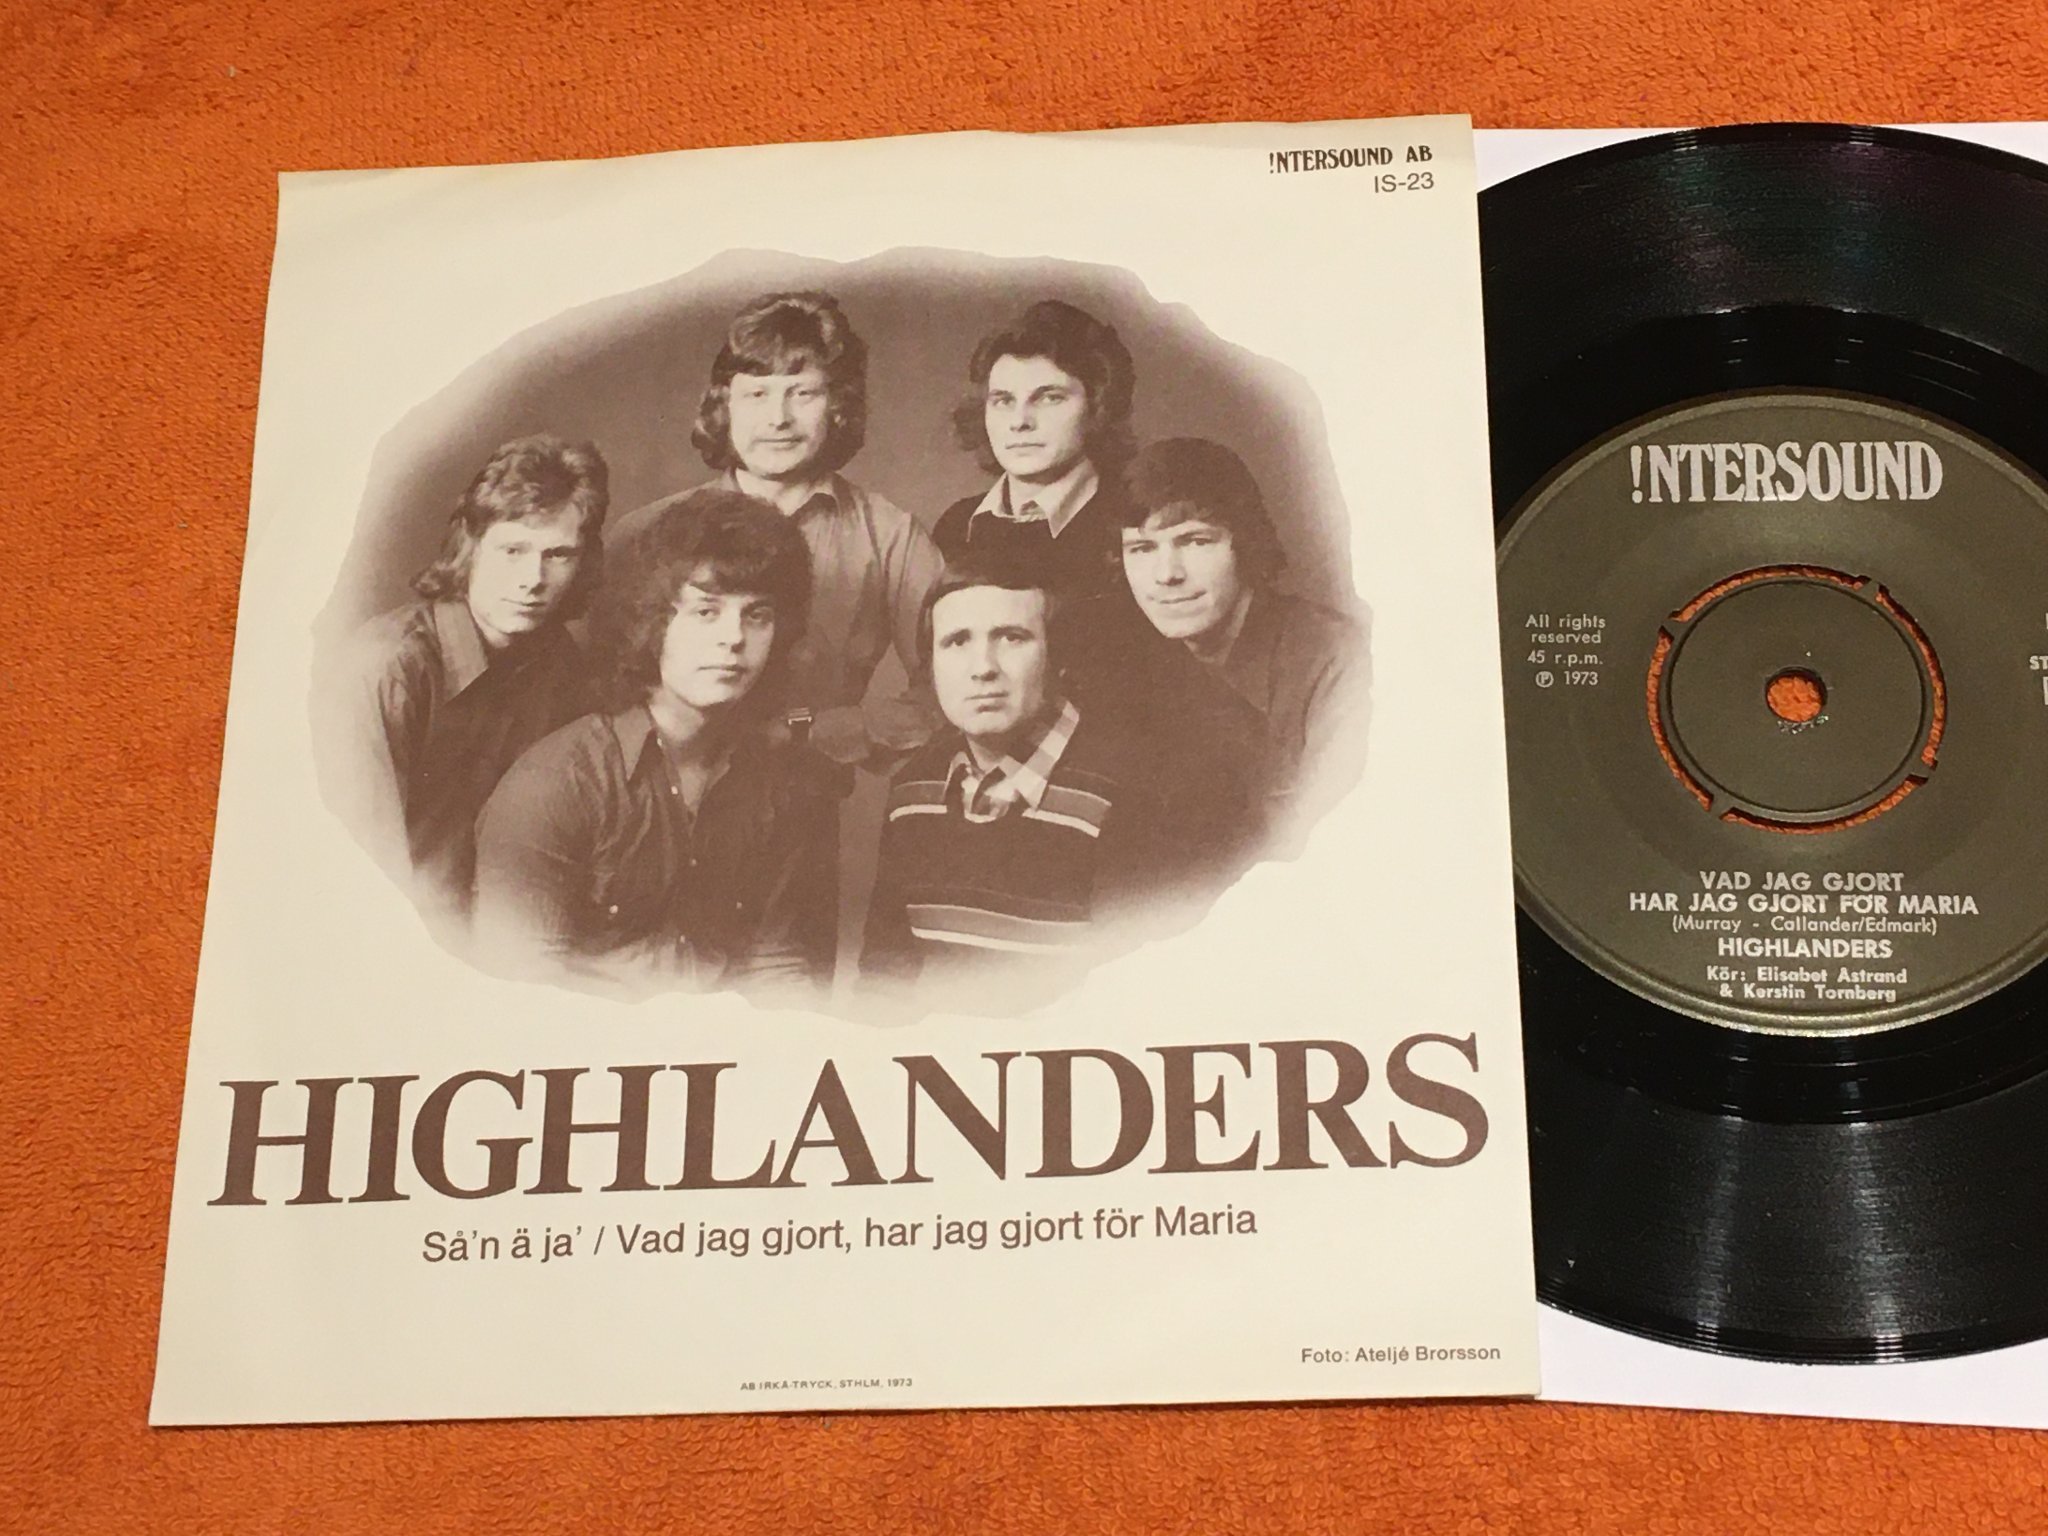 !NTERSOUND AB
IS-23
HIGHLANDERS
Så'n ä ja' / Vad jag gjort, har jag gjort för Maria
Foto: Ateljé Brorsson
AB IRKA-TRYCK, STHLM, 1973
!NTERSOUND
All rights
reserved
45 r.p.m.
Ⓟ 1973
ST
VAD JAG GJORT
HAR JAG GJORT FÖR MARIA
(Murray - Callander/Edmark)
HIGHLANDERS
Kör: Elisabet Astrand
& Kerstin Tornberg